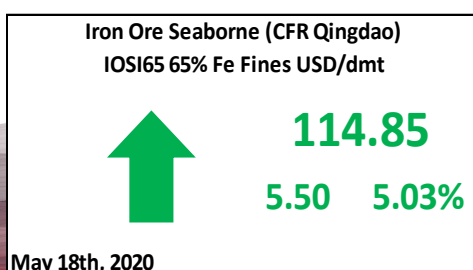 Iron Ore Seaborne (CFR Qingdao)
IOSI65 65% Fe Fines USD/dmt
114.85
5.50 5.03%
May 18th, 2020